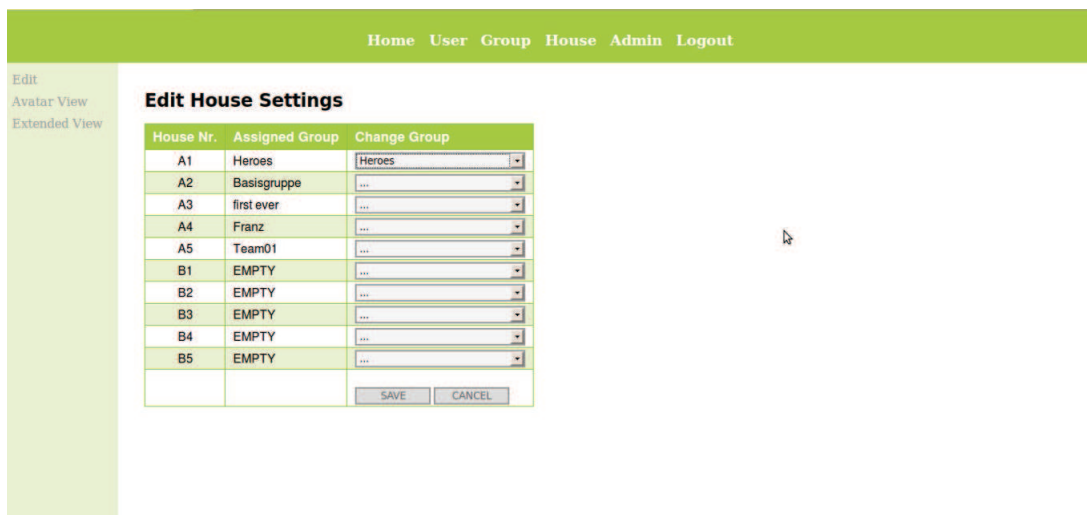 Home User Group House Admin Logout
Edit
Avatar View
Extended View
Edit House Settings
House Nr. Assigned Group Change Group
A1 Heroes Heroes
A2 Basisgruppe ...
A3 first ever ...
A4 Franz ...
A5 Team01 ...
B1 EMPTY ...
B2 EMPTY ...
B3 EMPTY ...
B4 EMPTY ...
B5 EMPTY ...
SAVE CANCEL